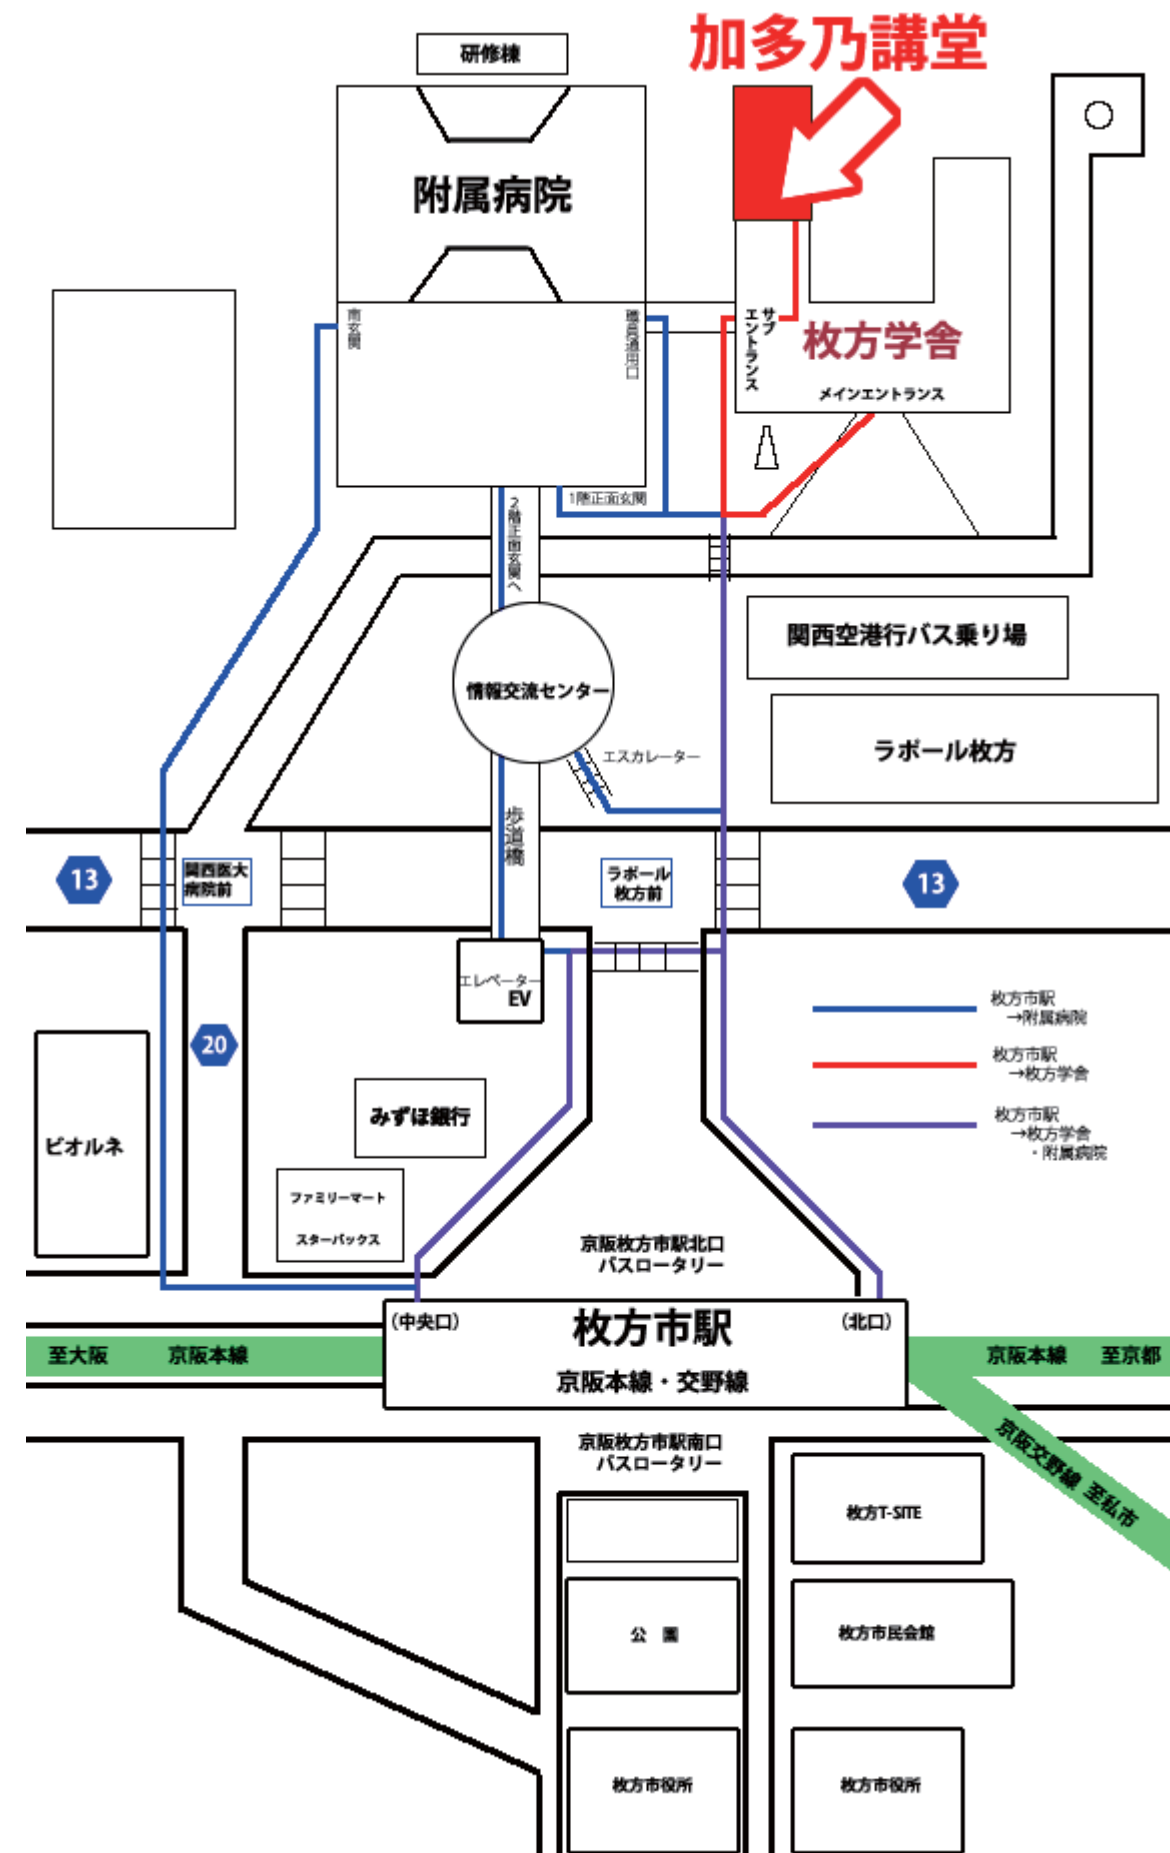 加多乃講堂
研修棟
附属病院
南玄関
職員通用口
サブ
エントランス
枚方学舎
メインエントランス
1階正面玄関
2階正面玄関へ
関西空港行バス乗り場
情報交流センター
ラポール枚方
エスカレーター
歩道橋
13
関西医大
病院前
ラポール
枚方前
13
エレベーター
EV
枚方市駅
→附属病院
20
枚方市駅
→枚方学舎
みずほ銀行
枚方市駅
→枚方学舎
・附属病院
ビオルネ
ファミリーマート
スターバックス
京阪枚方市駅北口
バスロータリー
(中央口)
枚方市駅
(北口)
至大阪 京阪本線
京阪本線 至京都
京阪本線・交野線
京阪枚方市駅南口
バスロータリー
京阪交野線 至私市
枚方T-SITE
公 園
枚方市民会館
枚方市役所
枚方市役所